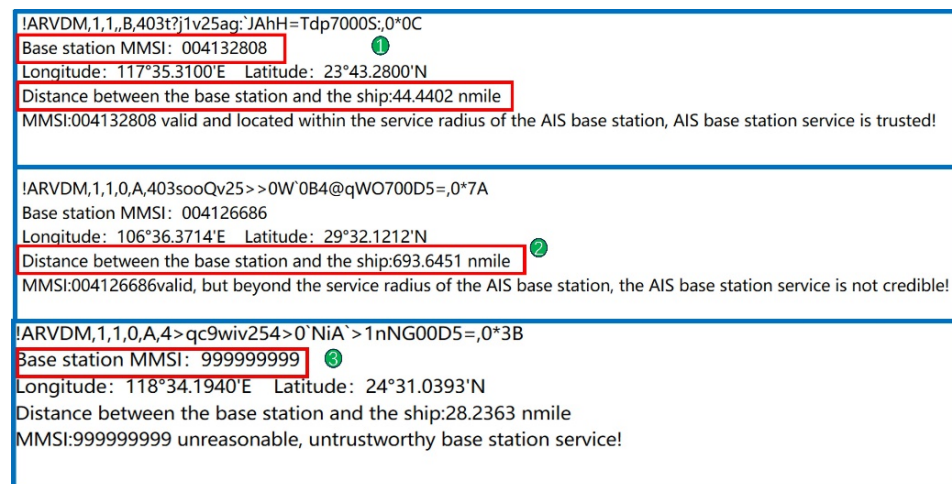 !ARVDM,1,1,,B,403t?j1v25ag:`JAhH=Tdp7000S:,0*0C
Base station MMSI: 004132808
1
Longitude: 117°35.3100'E Latitude: 23°43.2800'N
Distance between the base station and the ship:44.4402 nmile
MMSI:004132808 valid and located within the service radius of the AIS base station, AIS base station service is trusted!
!ARVDM,1,1,0,A,403sooQv25>>0W`0B4@qWO700D5=,0*7A
Base station MMSI: 004126686
Longitude: 106°36.3714'E Latitude: 29°32.1212'N
2
Distance between the base station and the ship:693.6451 nmile
MMSI:004126686valid, but beyond the service radius of the AIS base station, the AIS base station service is not credible!
!ARVDM,1,1,0,A,4>qc9wiv254>0`NiA`>1nNG00D5=,0*3B
Base station MMSI: 999999999
3
Longitude: 118°34.1940'E Latitude: 24°31.0393'N
Distance between the base station and the ship:28.2363 nmile
MMSI:999999999 unreasonable, untrustworthy base station service!